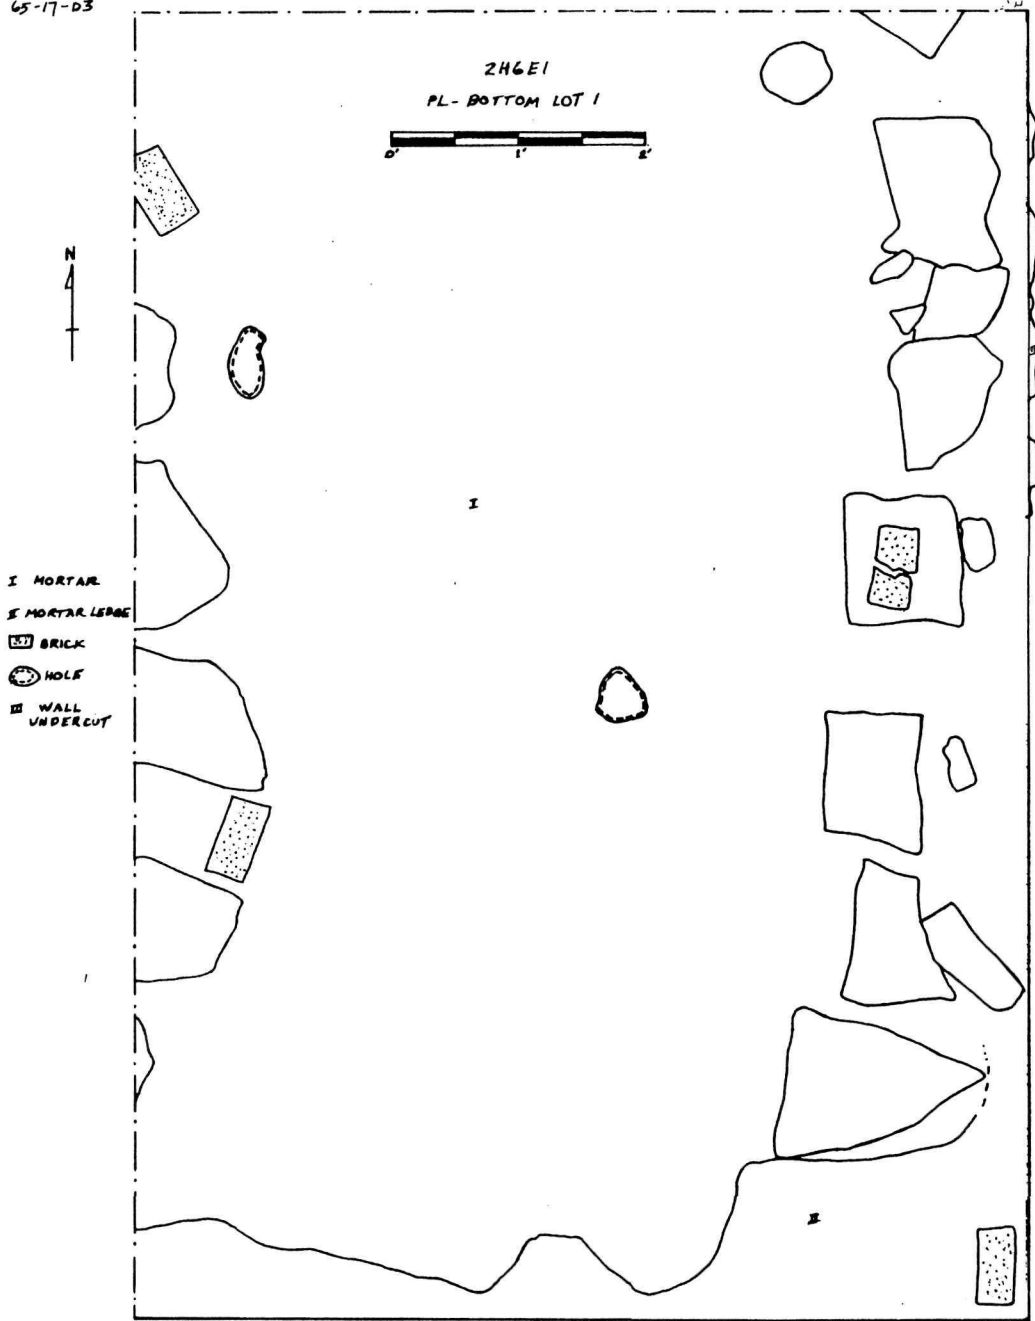 65-17-D3
2H6E1
PL-BOTTOM LOT 1
0' 1' 2'
N
I
I MORTAR
II MORTAR LEDGE
BRICK
HOLE
III WALL
UNDERCUT
II
III